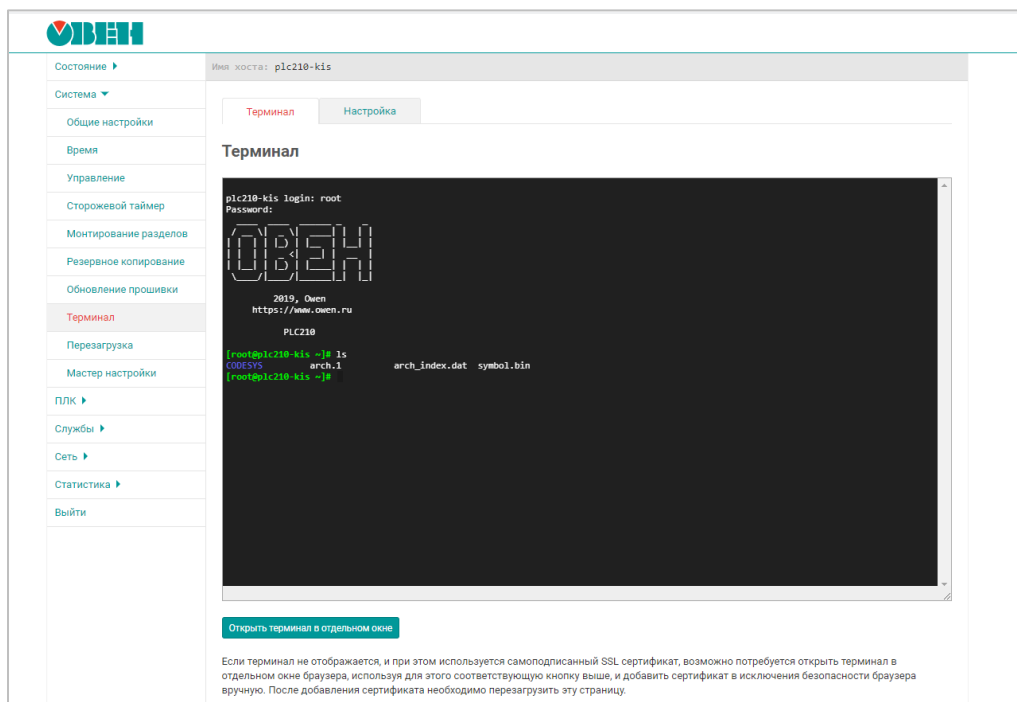 ОВЕН
Имя хоста: plc210-kis
Состояние
Система
Общие настройки
Время
Управление
Сторожевой таймер
Монтирование разделов
Резервное копирование
Обновление прошивки
Терминал
Перезагрузка
Мастер настройки
ПЛК
Службы
Сеть
Статистика
Выйти
Терминал Настройка
Терминал
plc210-kis login: root
Password:
ОВЕН
2019, Owen
https://www.owen.ru
PLC210
[root@plc210-kis ~]# ls
CODESYS arch.1 arch_index.dat symbol.bin
[root@plc210-kis ~]#
Открыть терминал в отдельном окне
Если терминал не отображается, и при этом используется самоподписанный SSL сертификат, возможно потребуется открыть терминал в
отдельном окне браузера, используя для этого соответствующую кнопку выше, и добавить сертификат в исключения безопасности браузера
вручную. После добавления сертификата необходимо перезагрузить эту страницу.